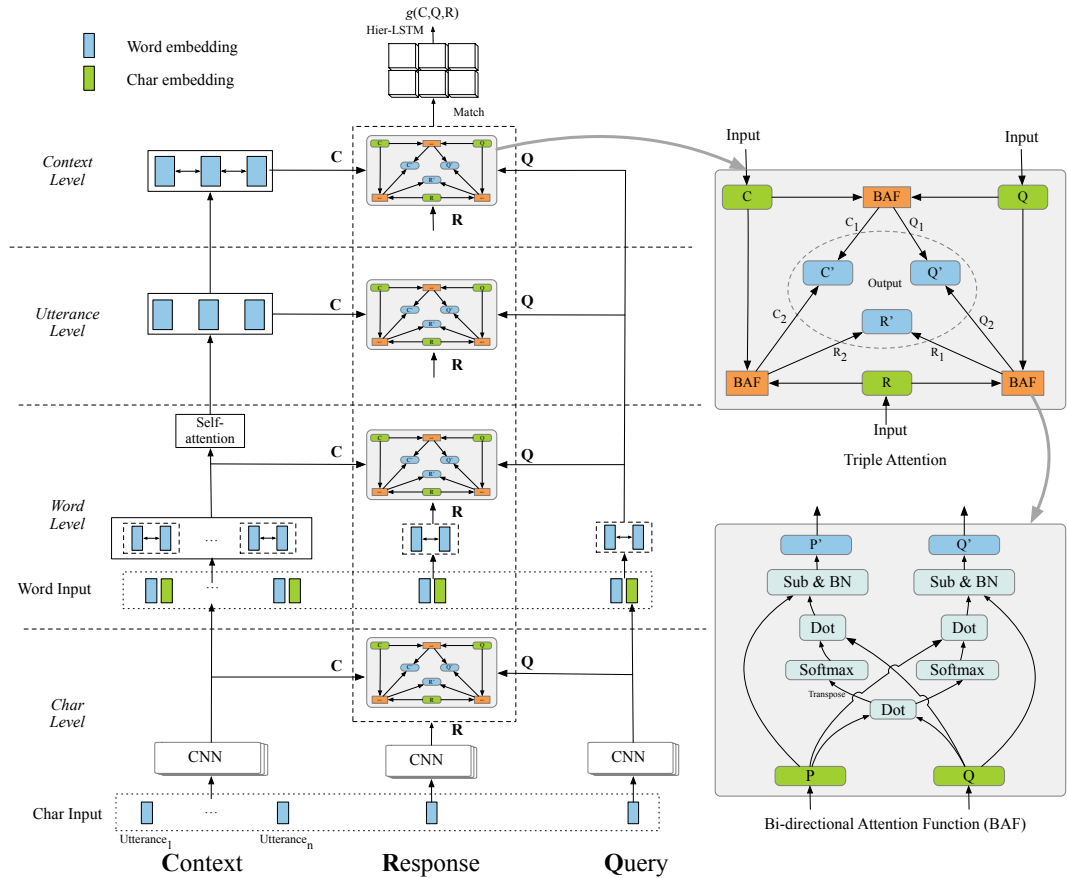 g(C,Q,R)
Hier-LSTM
Word embedding
Char embedding
Match
Context
Level
C
Q
C
...
Q
C'
Q'
R'
...
R
...
R
Utterance
Level
C
Q
C
...
Q
C'
Q'
R'
...
R
...
R
Self-
attention
C
Q
C
...
Q
C'
Q'
R'
...
R
...
R
Word
Level
...
Word Input
...
C
Q
C
...
Q
C'
Q'
R'
...
R
...
R
Char
Level
CNN
CNN
CNN
Char Input
...
Utterance1
Utterancen
Context
Response
Query
Input
Input
C
BAF
Q
C1
Q1
C'
Output
Q'
C2
R'
Q2
R2
R1
BAF
R
BAF
Input
Triple Attention
P'
Q'
Sub & BN
Sub & BN
Dot
Dot
Softmax
Softmax
Transpose
Dot
P
Q
Bi-directional Attention Function (BAF)